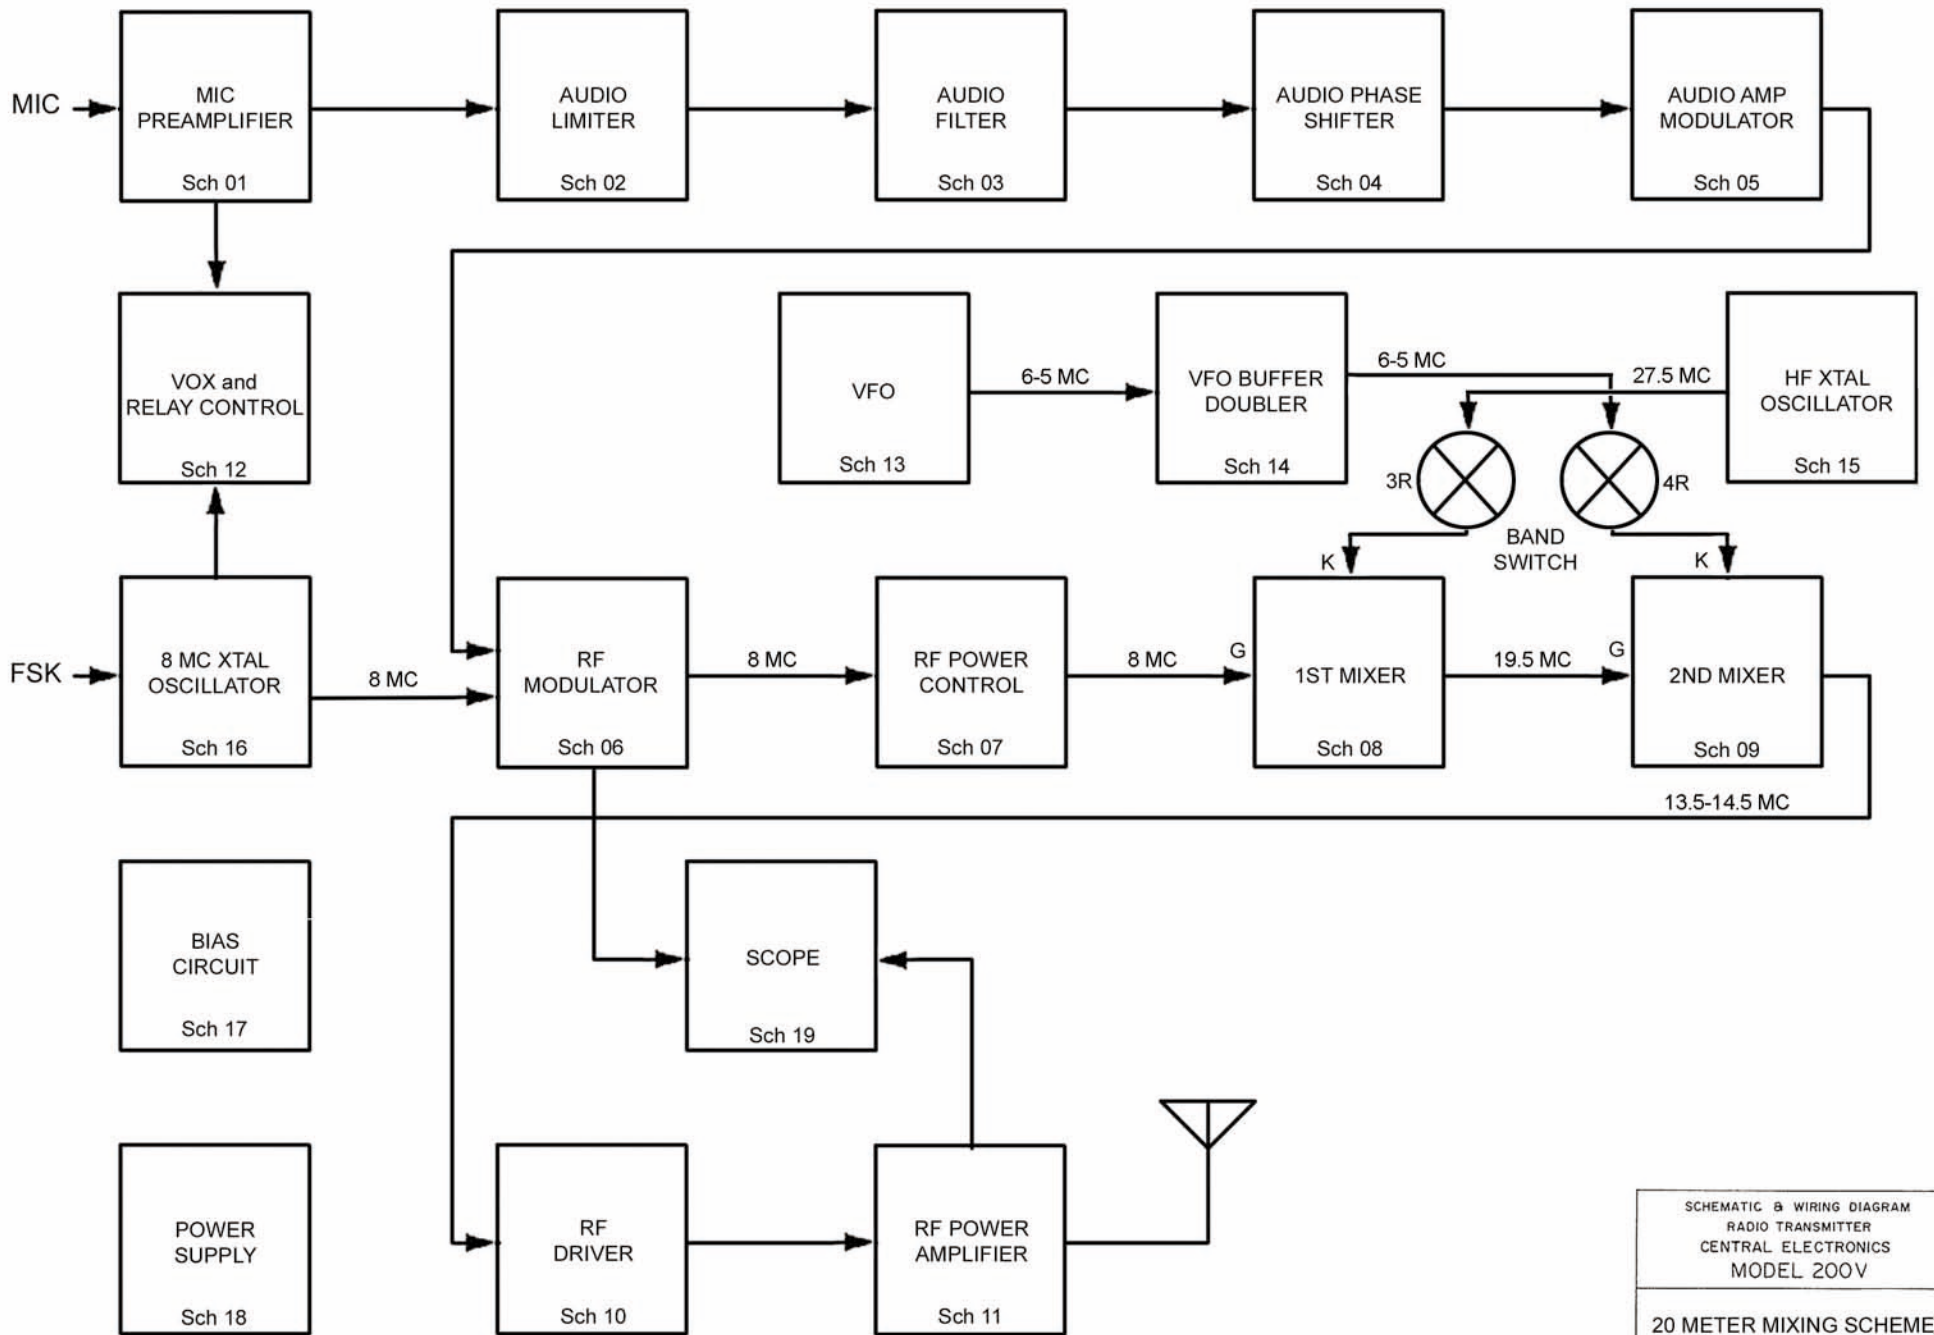 MIC
MIC
PREAMPLIFIER
Sch 01
AUDIO
LIMITER
Sch 02
AUDIO
FILTER
Sch 03
AUDIO PHASE
SHIFTER
Sch 04
AUDIO AMP
MODULATOR
Sch 05
VOX and
RELAY CONTROL
Sch 12
VFO
Sch 13
6-5 MC
VFO BUFFER
DOUBLER
Sch 14
6-5 MC
27.5 MC
HF XTAL
OSCILLATOR
Sch 15
3R
4R
BAND
SWITCH
K
K
FSK
8 MC XTAL
OSCILLATOR
Sch 16
8 MC
RF
MODULATOR
Sch 06
8 MC
RF POWER
CONTROL
Sch 07
8 MC
G
1ST MIXER
Sch 08
19.5 MC
G
2ND MIXER
Sch 09
13.5-14.5 MC
BIAS
CIRCUIT
Sch 17
SCOPE
Sch 19
POWER
SUPPLY
Sch 18
RF
DRIVER
Sch 10
RF POWER
AMPLIFIER
Sch 11
SCHEMATIC & WIRING DIAGRAM
RADIO TRANSMITTER
CENTRAL ELECTRONICS
MODEL 200V
20 METER MIXING SCHEME